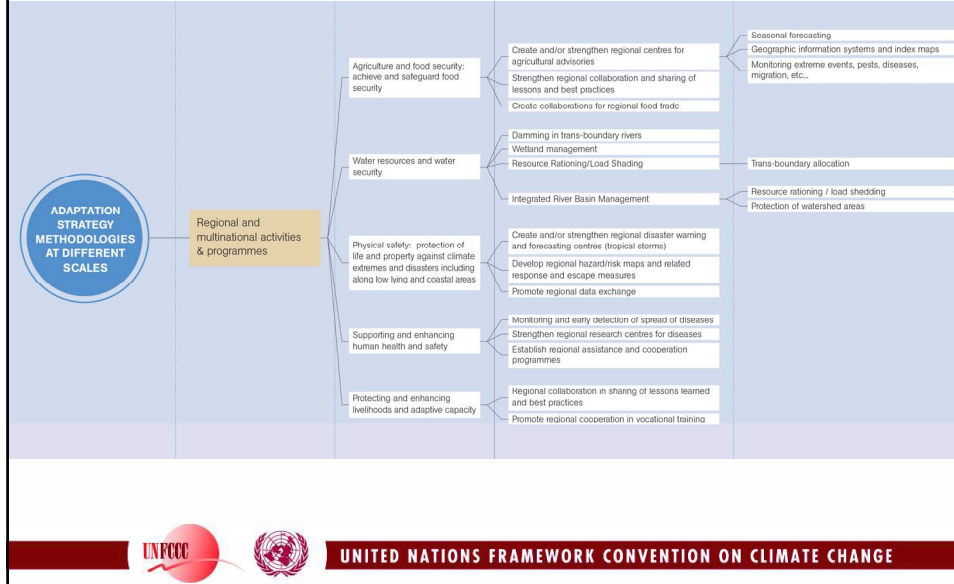 ADAPTATION
STRATEGY
METHODOLOGIES
AT DIFFERENT
SCALES
Regional and
multinational activities
& programmes
Agriculture and food security:
achieve and safeguard food
security
Create and/or strengthen regional centres for
agricultural advisories
Seasonal forecasting
Geographic information systems and index maps
Monitoring extreme events, pests, diseases,
migration, etc...
Strengthen regional collaboration and sharing of
lessons and best practices
Create collaborations for regional food trade
Water resources and water
security
Damming in trans-boundary rivers
Wetland management
Resource Rationing/Load Shading
Trans-boundary allocation
Integrated River Basin Management
Resource rationing / load shedding
Protection of watershed areas
Physical safety: protection of
life and property against climate
extremes and disasters including
along low lying and coastal areas
Create and/or strengthen regional disaster warning
and forecasting centres (tropical storms)
Develop regional hazard/risk maps and related
response and escape measures
Promote regional data exchange
Supporting and enhancing
human health and safety
Monitoring and early detection of spread of diseases
Strengthen regional research centres for diseases
Establish regional assistance and cooperation
programmes
Protecting and enhancing
livelihoods and adaptive capacity
Regional collaboration in sharing of lessons learned
and best practices
Promote regional cooperation in vocational training
UNFCCC
UNITED NATIONS FRAMEWORK CONVENTION ON CLIMATE CHANGE